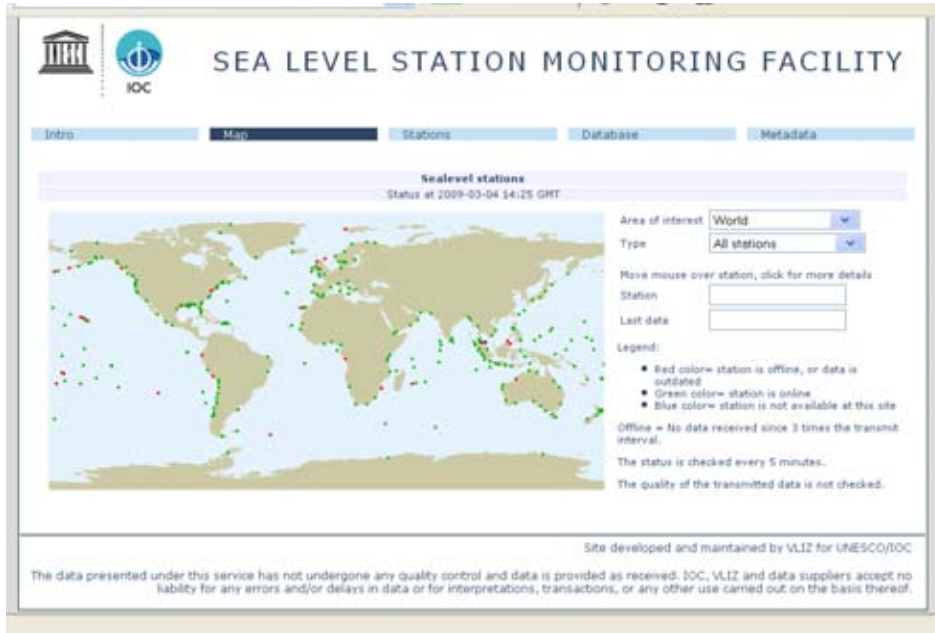 UNESCO
IOC
SEA LEVEL STATION MONITORING FACILITY
Intro
Map
Stations
Database
Metadata
Sealevel stations
Status at 2009-03-04 14:25 GMT
Area of interest World
Type All stations
Move mouse over station, click for more details
Station
Last data
Legend:
Red color= station is offline, or data is
outdated
Green color= station is online
Blue color= station is not available at this site
Offline = No data received since 3 times the transmit
interval.
The status is checked every 5 minutes.
The quality of the transmitted data is not checked.
Site developed and maintained by VLIZ for UNESCO/IOC
The data presented under this service has not undergone any quality control and data is provided as received. IOC, VLIZ and data suppliers accept no
liability for any errors and/or delays in data or for interpretations, transactions, or any other use carried out on the basis thereof.